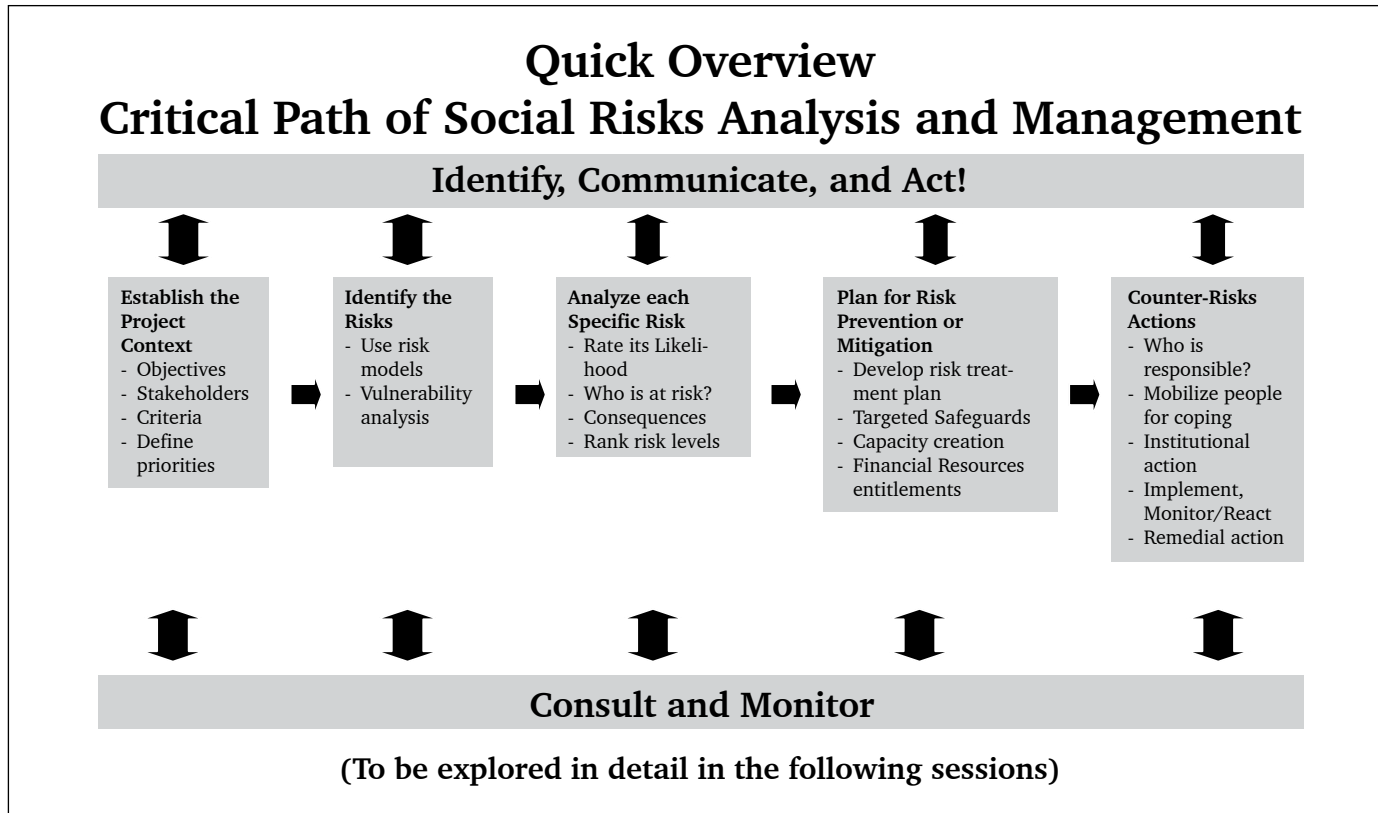 Quick Overview
Critical Path of Social Risks Analysis and Management
Identify, Communicate, and Act!
Establish the
Project
Context
- Objectives
- Stakeholders
- Criteria
- Define
priorities
Identify the
Risks
- Use risk
models
- Vulnerability
analysis
Analyze each
Specific Risk
- Rate its Likeli-
hood
- Who is at risk?
- Consequences
- Rank risk levels
Plan for Risk
Prevention or
Mitigation
- Develop risk treat-
ment plan
- Targeted Safeguards
- Capacity creation
- Financial Resources
entitlements
Counter-Risks
Actions
- Who is
responsible?
- Mobilize people
for coping
- Institutional
action
- Implement,
Monitor/React
- Remedial action
Consult and Monitor
(To be explored in detail in the following sessions)